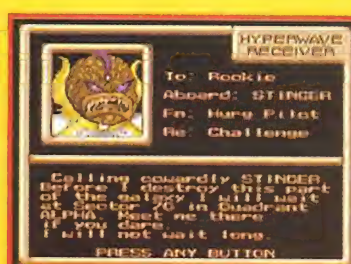 HYPERWAVE
RECEIVER
To: Rookie
Aboard: STINGER
Fm: Hurg Pilot
Re: Challenge
Calling cowardly STINGER
Before I destroy this part
of the galaxy I will wait
at Sector in Quadrant
ALPHA. Meet me there
if you dare.
I will not wait long.
PRESS ANY BUTTON